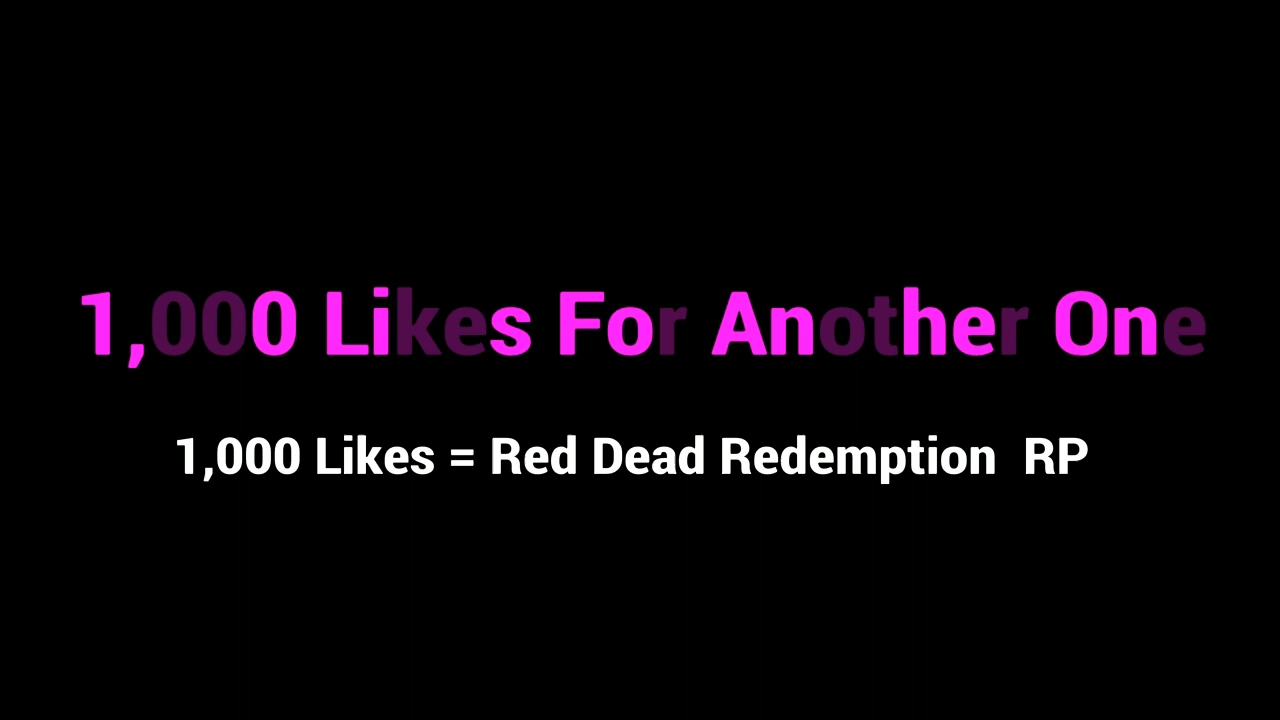 1,000 Likes For Another One
1,000 Likes = Red Dead Redemption  RP